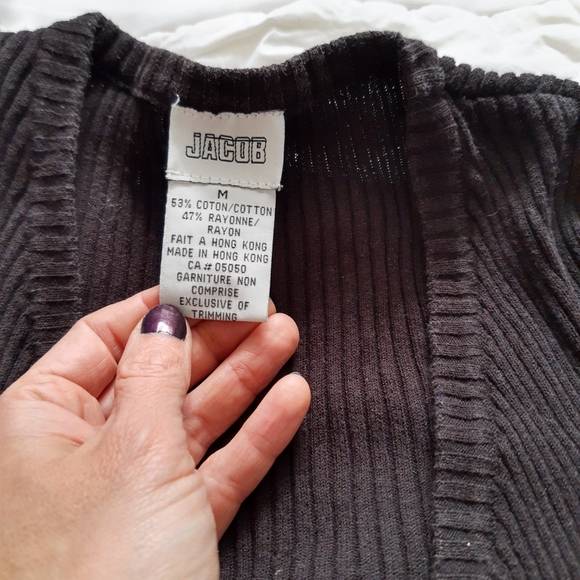 JACOB
M
53% COTON/COTTON
47% RAYONNE/
RAYON
FAIT A HONG KONG
MADE IN HONG KONG
CA # 05050
GARNITURE NON
COMPRISE
EXCLUSIVE OF
TRIMMING